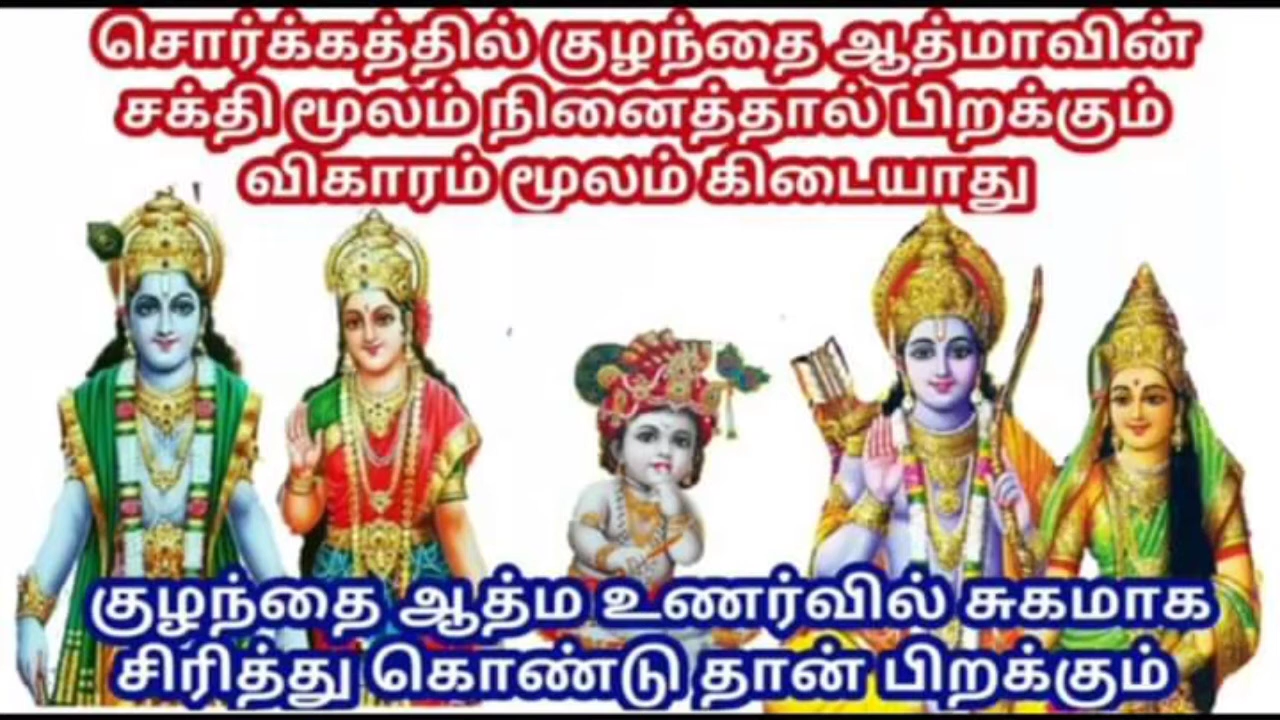 சொர்க்கத்தில் குழந்தை ஆத்மாவின்
சக்தி மூலம் நினைத்தால் பிறக்கும்
விகாரம் மூலம் கிடையாது
குழந்தை ஆத்ம உணர்வில் சுகமாக
சிரித்து கொண்டு தான் பிறக்கும்